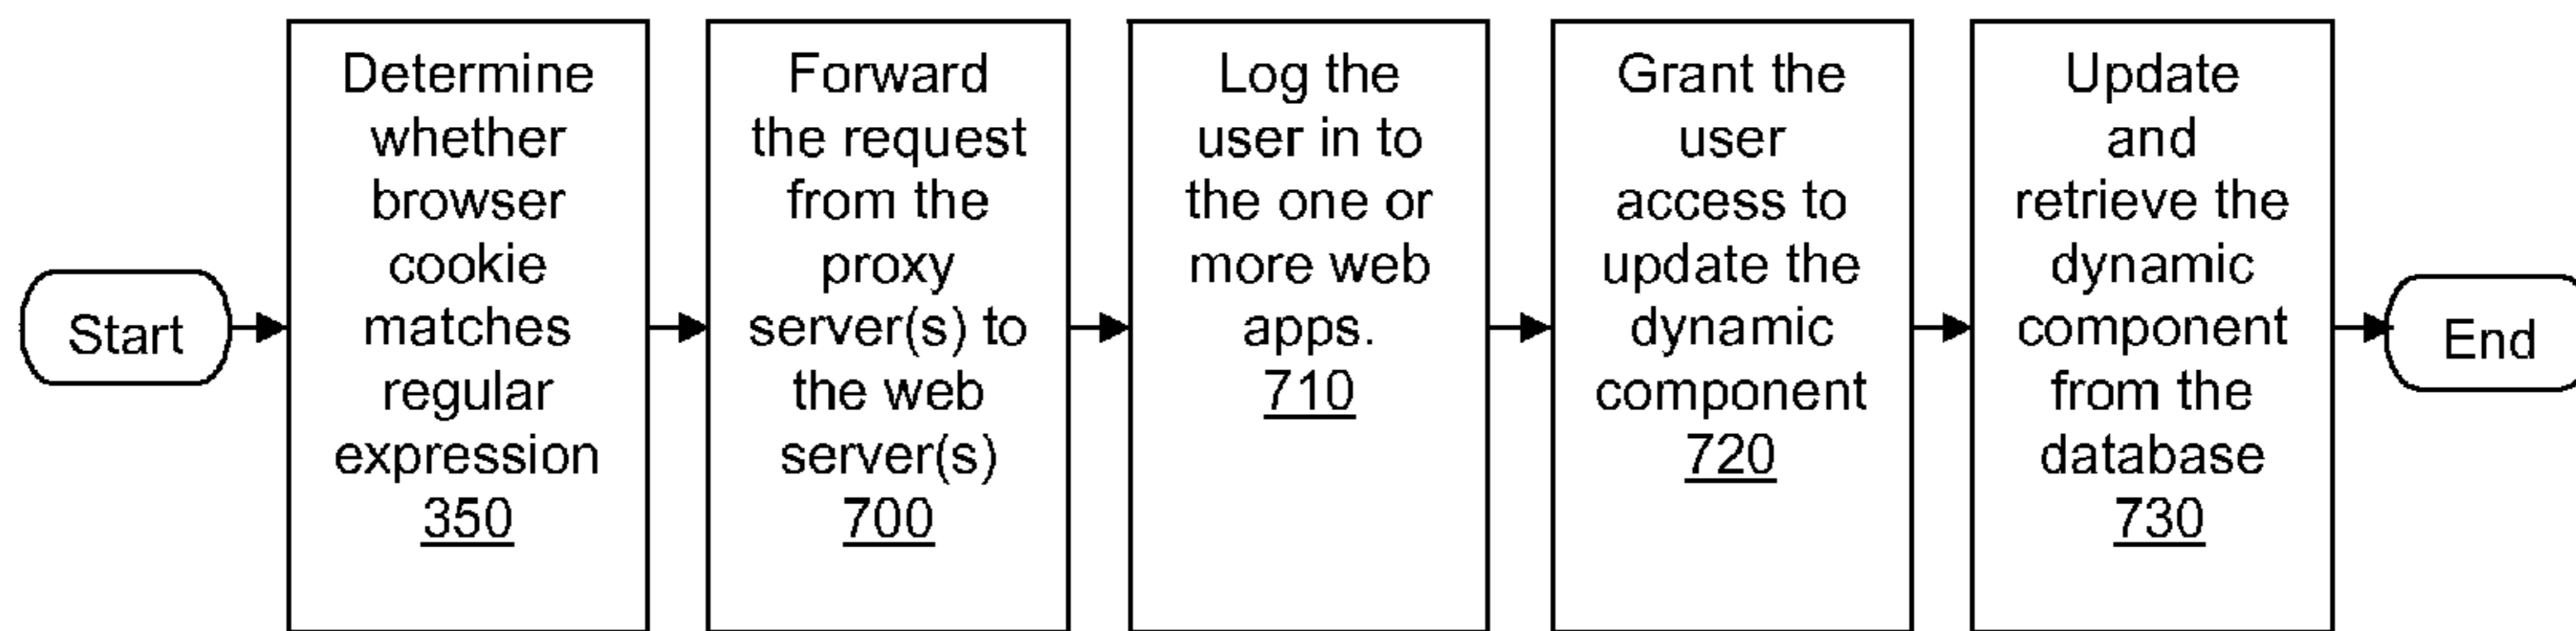 Start
Determine
whether
browser
cookie
matches
regular
expression
350
Forward
the request
from the
proxy
server(s) to
the web
server(s)
700
Log the
user in to
the one or
more web
apps.
710
Grant the
user
access to
update the
dynamic
component
720
Update
and
retrieve the
dynamic
component
from the
database
730
End